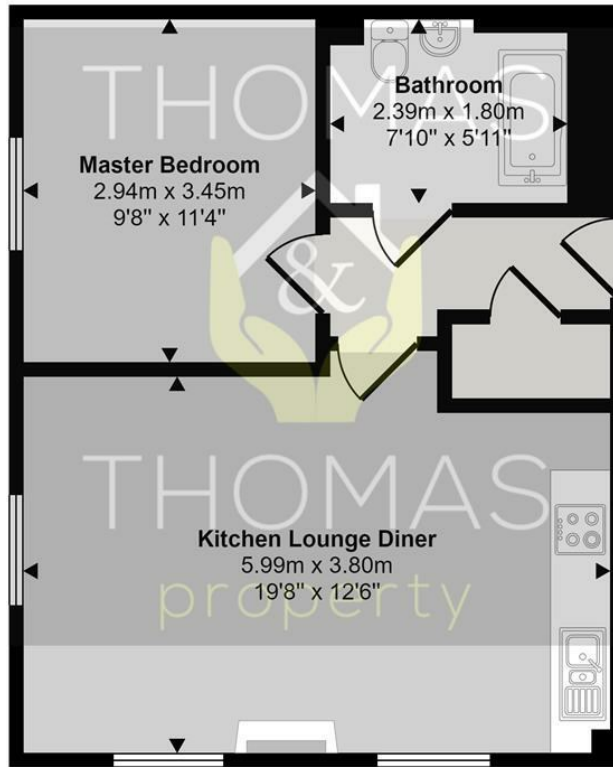 THOMAS
Bathroom
2.39m x 1.80m
7'10" x 5'11"
Master Bedroom
2.94m x 3.45m
9'8" x 11'4"
&
THOMAS
Kitchen Lounge Diner
5.99m x 3.80m
19'8" x 12'6"
property